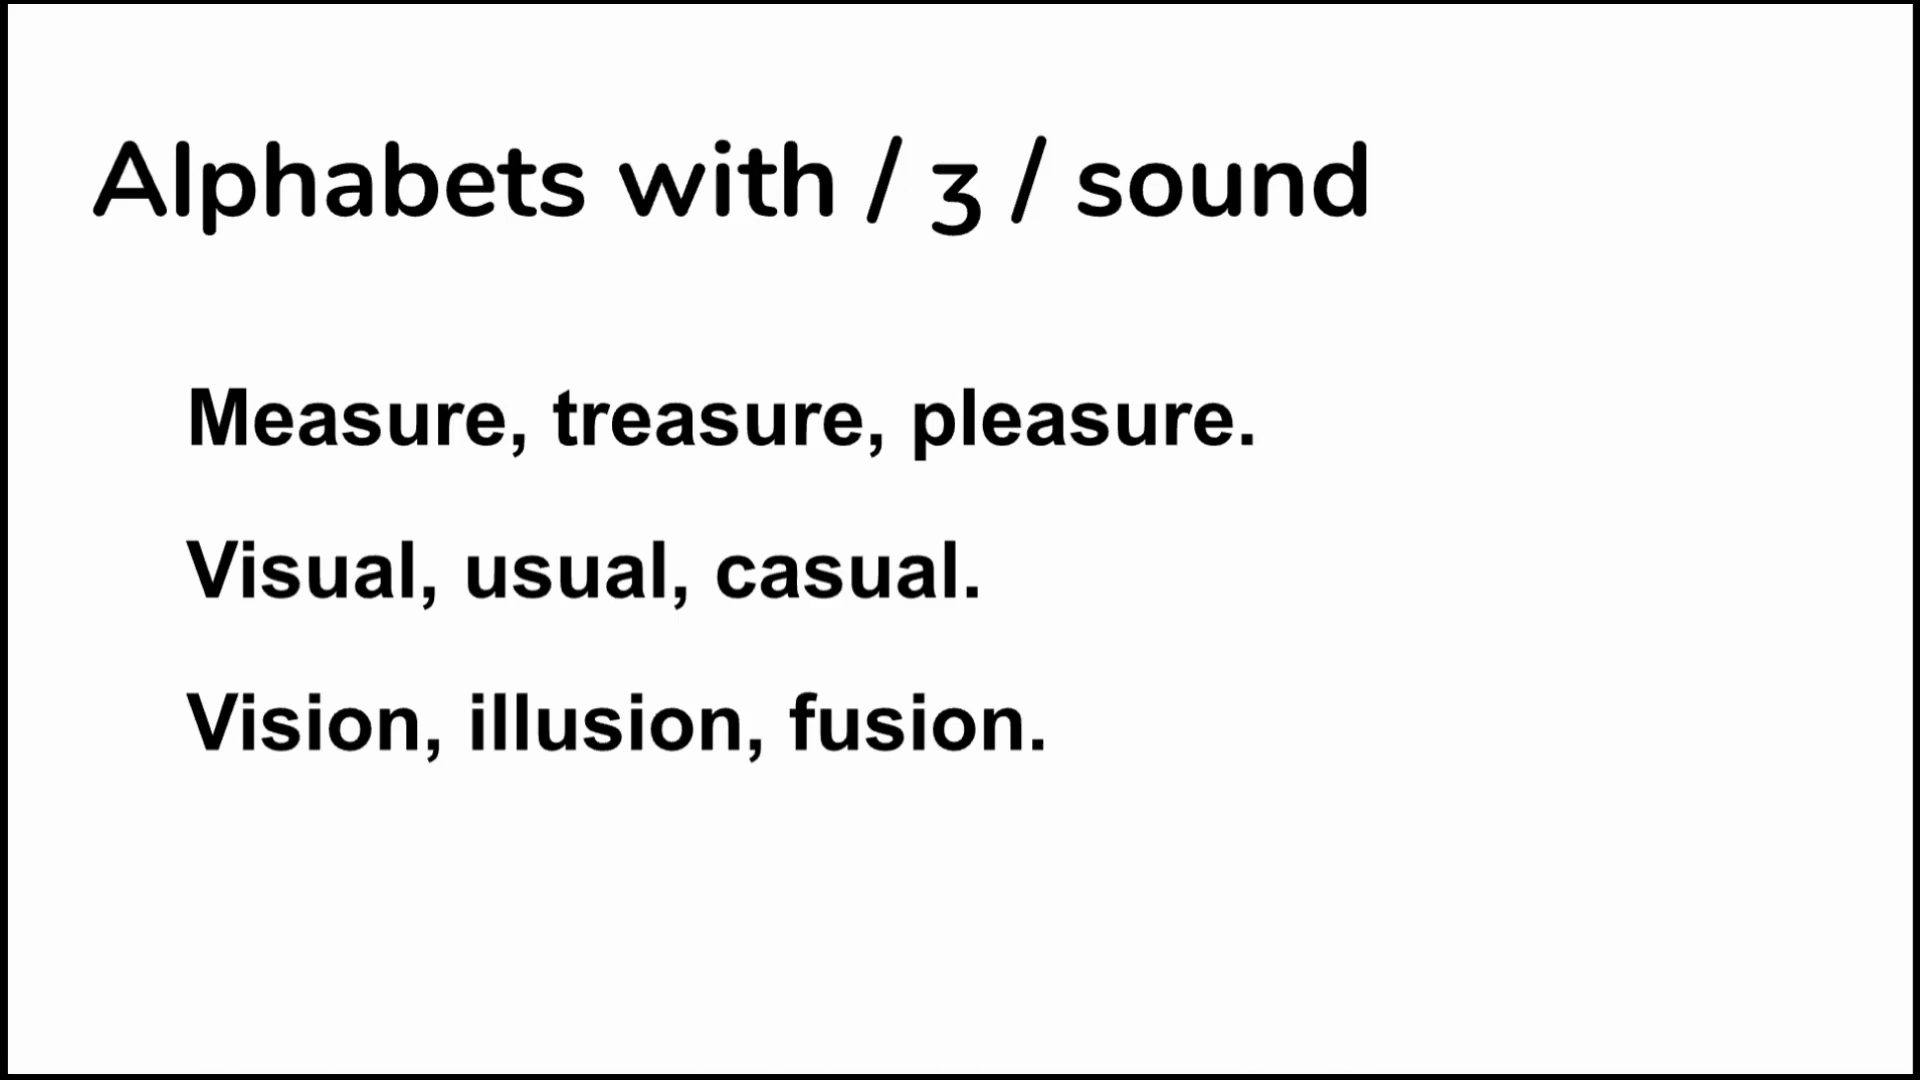 Alphabets with / ʒ / sound
Measure, treasure, pleasure.
Visual, usual, casual.
Vision, illusion, fusion.